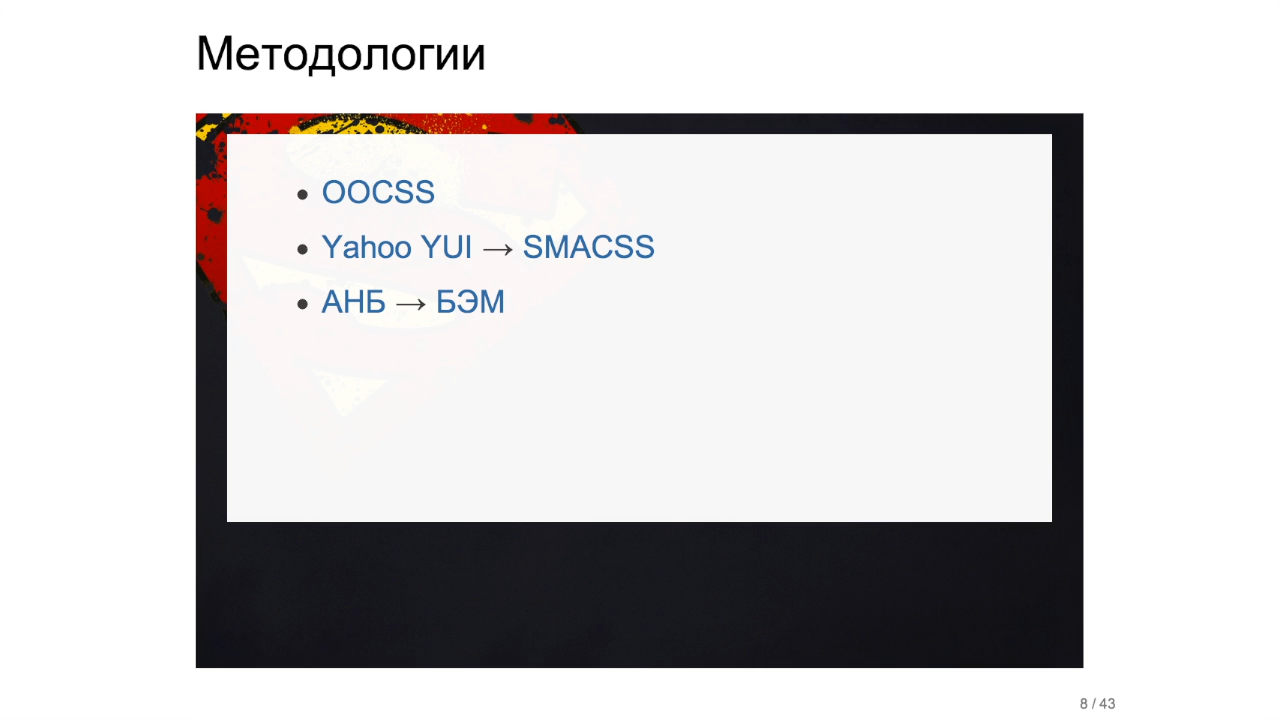 Методологии
• OOCSS
• Yahoo YUI → SMACSS
• АНБ → БЭМ
8 / 43